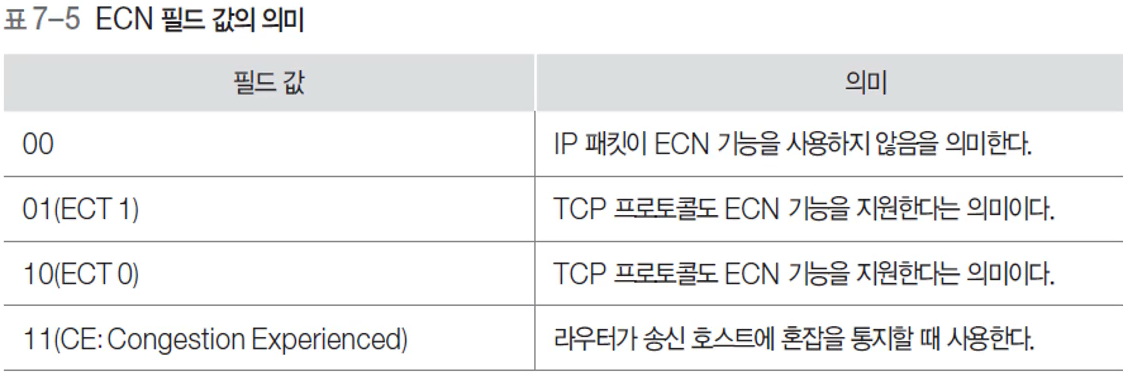 표 7-5 ECN 필드 값의 의미
필드 값 의미
00 IP 패킷이 ECN 기능을 사용하지 않음을 의미한다.
01(ECT 1) TCP 프로토콜도 ECN 기능을 지원한다는 의미이다.
10(ECT 0) TCP 프로토콜도 ECN 기능을 지원한다는 의미이다.
11(CE: Congestion Experienced) 라우터가 송신 호스트에 혼잡을 통지할 때 사용한다.